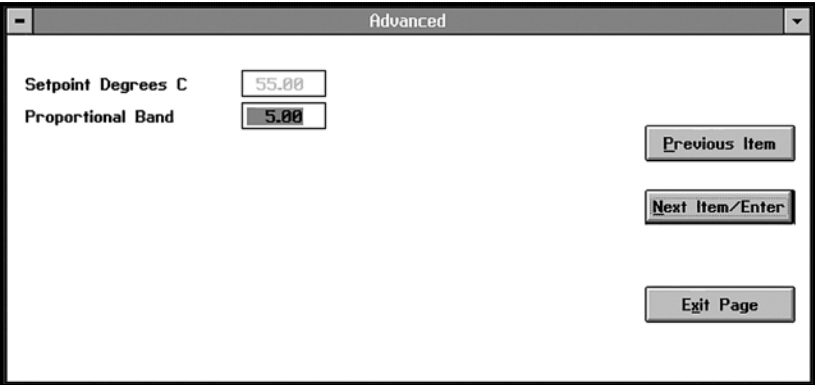 Advanced
Setpoint Degrees C 55.00
Proportional Band 5.00
Previous Item
Next Item/Enter
Exit Page